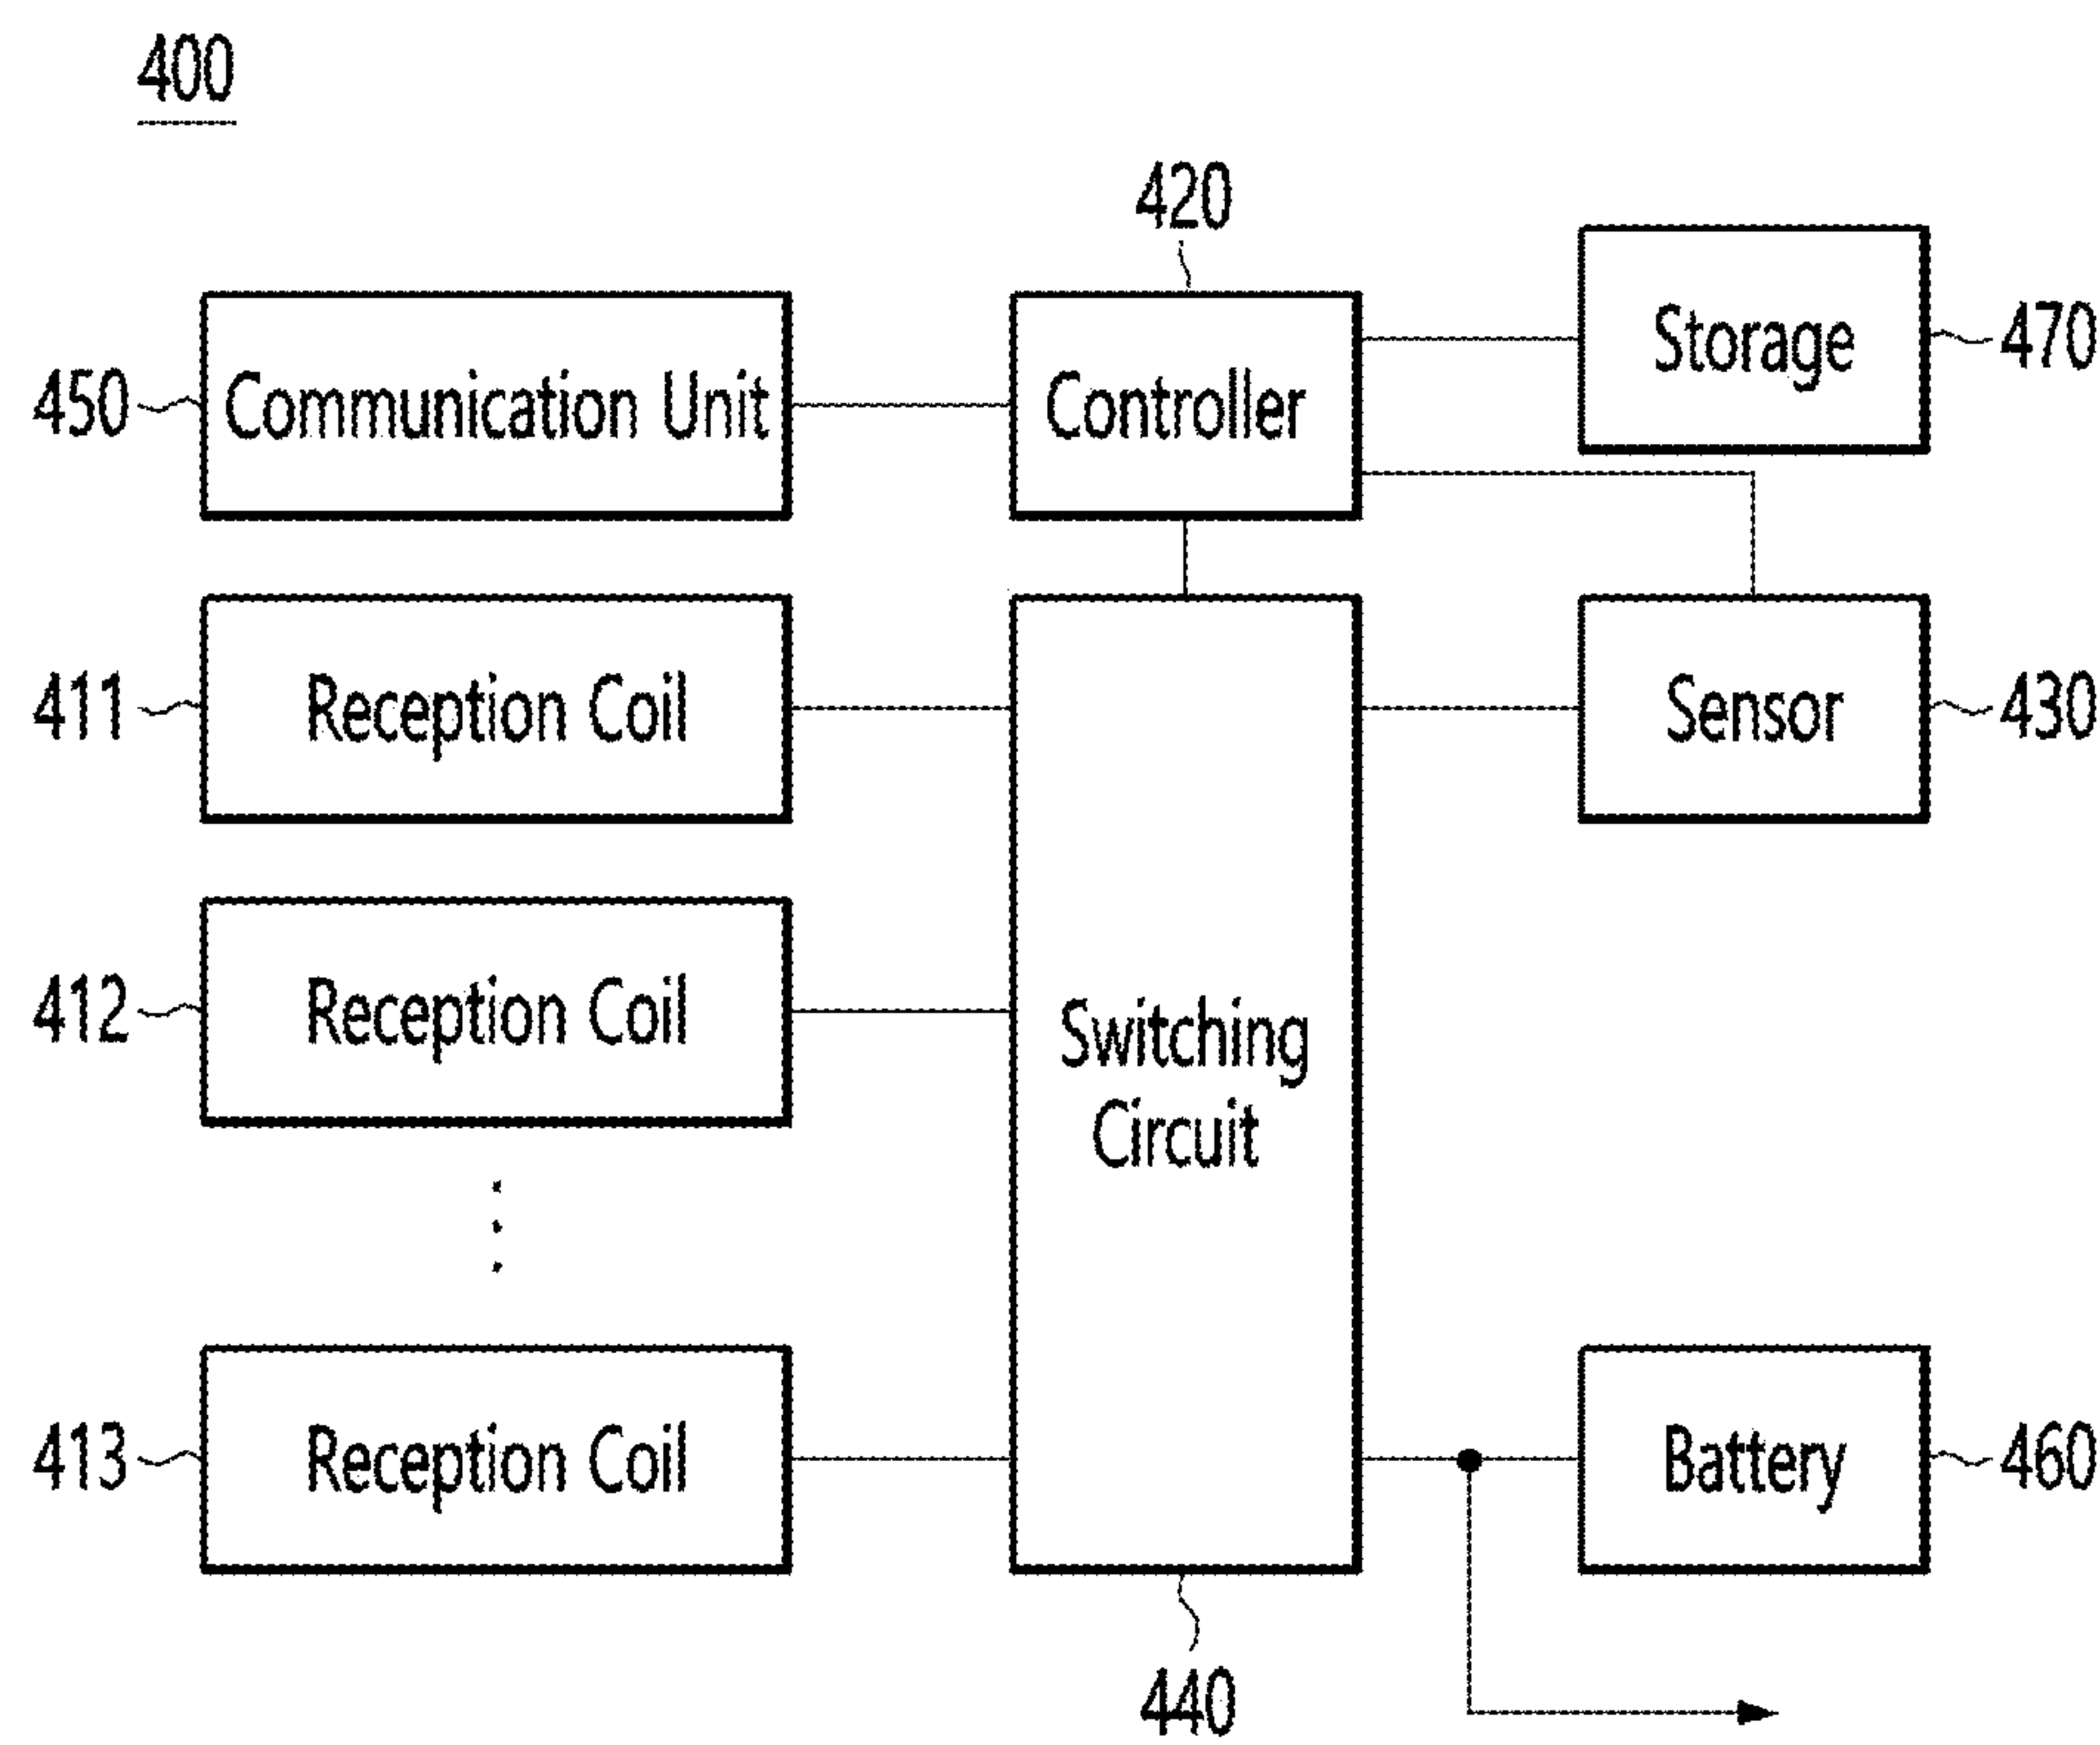 400
420
Storage
470
450
Communication Unit
Controller
411
Reception Coil
Sensor
430
412
Reception Coil
Switching
Circuit
413
Reception Coil
Battery
460
440